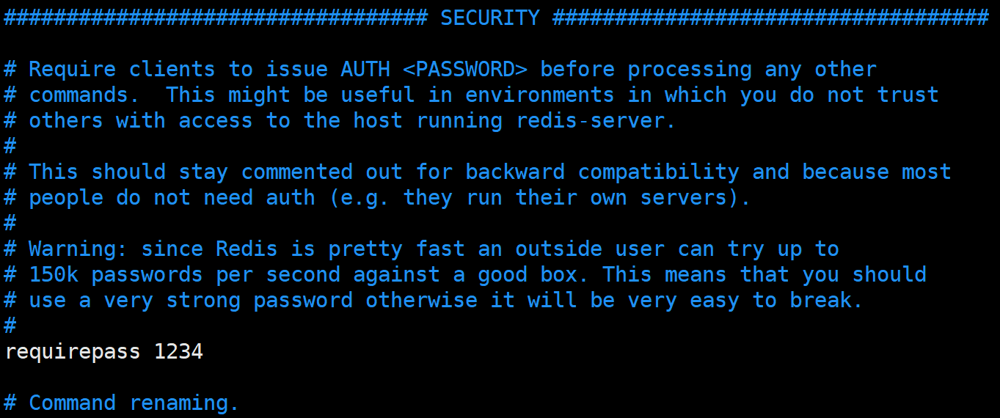 ################################## SECURITY ###################################

# Require clients to issue AUTH <PASSWORD> before processing any other
# commands.  This might be useful in environments in which you do not trust
# others with access to the host running redis-server.
#
# This should stay commented out for backward compatibility and because most
# people do not need auth (e.g. they run their own servers).
#
# Warning: since Redis is pretty fast an outside user can try up to
# 150k passwords per second against a good box. This means that you should
# use a very strong password otherwise it will be very easy to break.
#
requirepass 1234

# Command renaming.